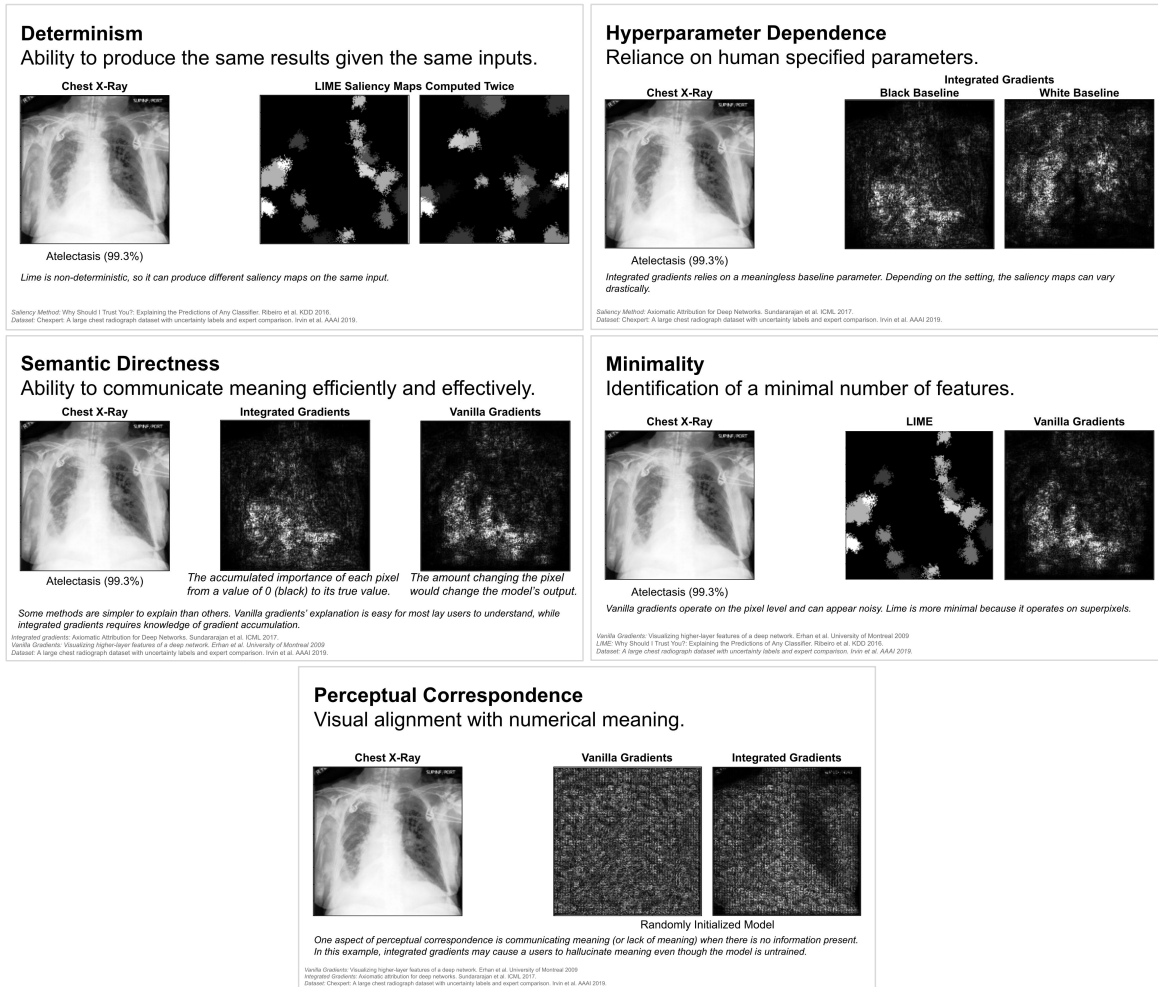 Determinism
Ability to produce the same results given the same inputs.
Chest X-Ray
LIME Saliency Maps Computed Twice
SUPINE/PORT
Atelectasis (99.3%)
Lime is non-deterministic, so it can produce different saliency maps on the same input.
Saliency Method: Why Should I Trust You?: Explaining the Predictions of Any Classifier. Ribeiro et al. KDD 2016.
Dataset: Chexpert: A large chest radiograph dataset with uncertainty labels and expert comparison. Irvin et al. AAAI 2019.
Hyperparameter Dependence
Reliance on human specified parameters.
Integrated Gradients
Chest X-Ray
Black Baseline
White Baseline
SUPINE/PORT
Atelectasis (99.3%)
Integrated gradients relies on a meaningless baseline parameter. Depending on the setting, the saliency maps can vary
drastically.
Saliency Method: Axiomatic Attribution for Deep Networks. Sundararajan et al. ICML 2017.
Dataset: Chexpert: A large chest radiograph dataset with uncertainty labels and expert comparison. Irvin et al. AAAI 2019.
Semantic Directness
Ability to communicate meaning efficiently and effectively.
Chest X-Ray
Integrated Gradients
Vanilla Gradients
SUPINE/PORT
Atelectasis (99.3%)
The accumulated importance of each pixel
from a value of 0 (black) to its true value.
The amount changing the pixel
would change the model's output.
Some methods are simpler to explain than others. Vanilla gradients' explanation is easy for most lay users to understand, while
integrated gradients requires knowledge of gradient accumulation.
Integrated gradients: Axiomatic Attribution for Deep Networks. Sundararajan et al. ICML 2017.
Vanilla Gradients: Visualizing higher-layer features of a deep network. Erhan et al. University of Montreal 2009
Dataset: A large chest radiograph dataset with uncertainty labels and expert comparison. Irvin et al. AAAI 2019.
Minimality
Identification of a minimal number of features.
Chest X-Ray
LIME
Vanilla Gradients
SUPINE/PORT
Atelectasis (99.3%)
Vanilla gradients operate on the pixel level and can appear noisy. Lime is more minimal because it operates on superpixels.
Vanilla Gradients: Visualizing higher-layer features of a deep network. Erhan et al. University of Montreal 2009
LIME: Why Should I Trust You?: Explaining the Predictions of Any Classifier. Ribeiro et al. KDD 2016.
Dataset: A large chest radiograph dataset with uncertainty labels and expert comparison. Irvin et al. AAAI 2019.
Perceptual Correspondence
Visual alignment with numerical meaning.
Chest X-Ray
Vanilla Gradients
Integrated Gradients
SUPINE/PORT
Randomly Initialized Model
One aspect of perceptual correspondence is communicating meaning (or lack of meaning) when there is no information present.
In this example, integrated gradients may cause a users to hallucinate meaning even though the model is untrained.
Vanilla Gradients: Visualizing higher-layer features of a deep network. Erhan et al. University of Montreal 2009
Integrated Gradients: Axiomatic attribution for deep networks. Sundararajan et al. ICML 2017.
Dataset: Chexpert: A large chest radiograph dataset with uncertainty labels and expert comparison. Irvin et al. AAAI 2019.